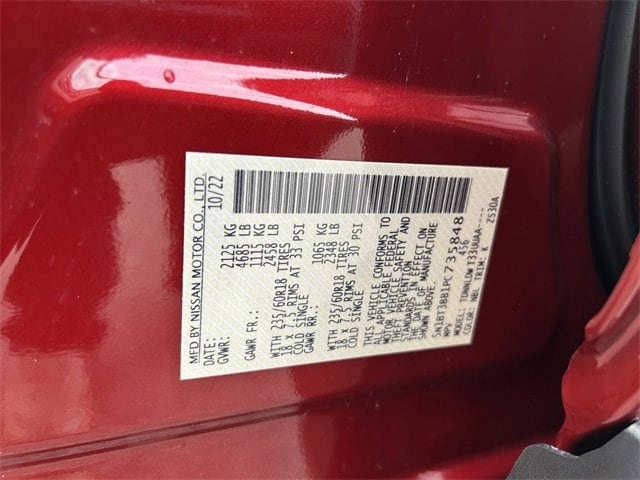 MFD BY NISSAN MOTOR CO., LTD.
DATE: 10/22
GVWR: 2125 KG
4685 LB
GAWR FR.: 1115 KG
2458 LB
WITH 235/60R18 TIRES
18 x 7.5 RIMS AT 33 PSI
COLD SINGLE
GAWR RR.: 1065 KG
2348 LB
WITH 235/60R18 TIRES
18 x 7.5 RIMS AT 30 PSI
COLD SINGLE
THIS VEHICLE CONFORMS TO
ALL APPLICABLE FEDERAL
MOTOR VEHICLE SAFETY AND
THEFT PREVENTION
STANDARDS IN EFFECT ON
THE DATE OF MANUFACTURE
SHOWN ABOVE.
5N1BT3BB1PC735848
MPV 1456
MODEL:
COLOR: NBL TRIM: K ZS30A